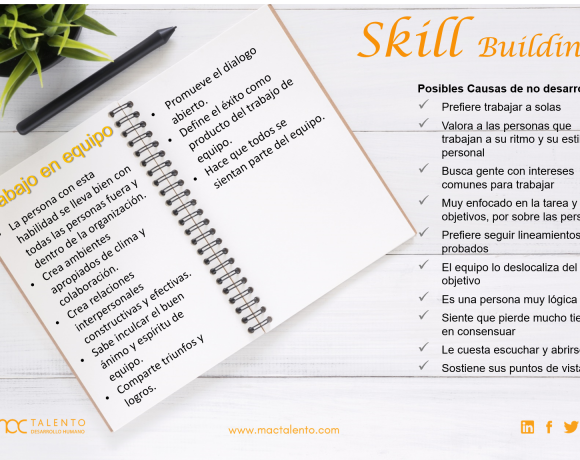 Skill Buildin
abajo en equipo
• La persona con esta
habilidad se lleva bien con
todas las personas fuera y
dentro de la organización.
• Crea ambientes
apropiados de clima y
colaboración.
• Crea relaciones
interpersonales
constructivas y efectivas.
• Sabe inculcar el buen
ánimo y espíritu de
equipo.
• Comparte triunfos y
logros.
• Promueve el dialogo
abierto.
• Define el éxito como
producto del trabajo de
equipo.
• Hace que todos se
sientan parte del equipo.
Posibles Causas de no desarro
✓ Prefiere trabajar a solas
✓ Valora a las personas que
trabajan a su ritmo y su esti
personal
✓ Busca gente con intereses
comunes para trabajar
✓ Muy enfocado en la tarea y
objetivos, por sobre las pers
✓ Prefiere seguir lineamientos
probados
✓ El equipo lo deslocaliza del
objetivo
✓ Es una persona muy lógica
✓ Siente que pierde mucho tie
en consensuar
✓ Le cuesta escuchar y abrirse
✓ Sostiene sus puntos de vista
TALENTO
DESARROLLO HUMANO
www.mactalento.com